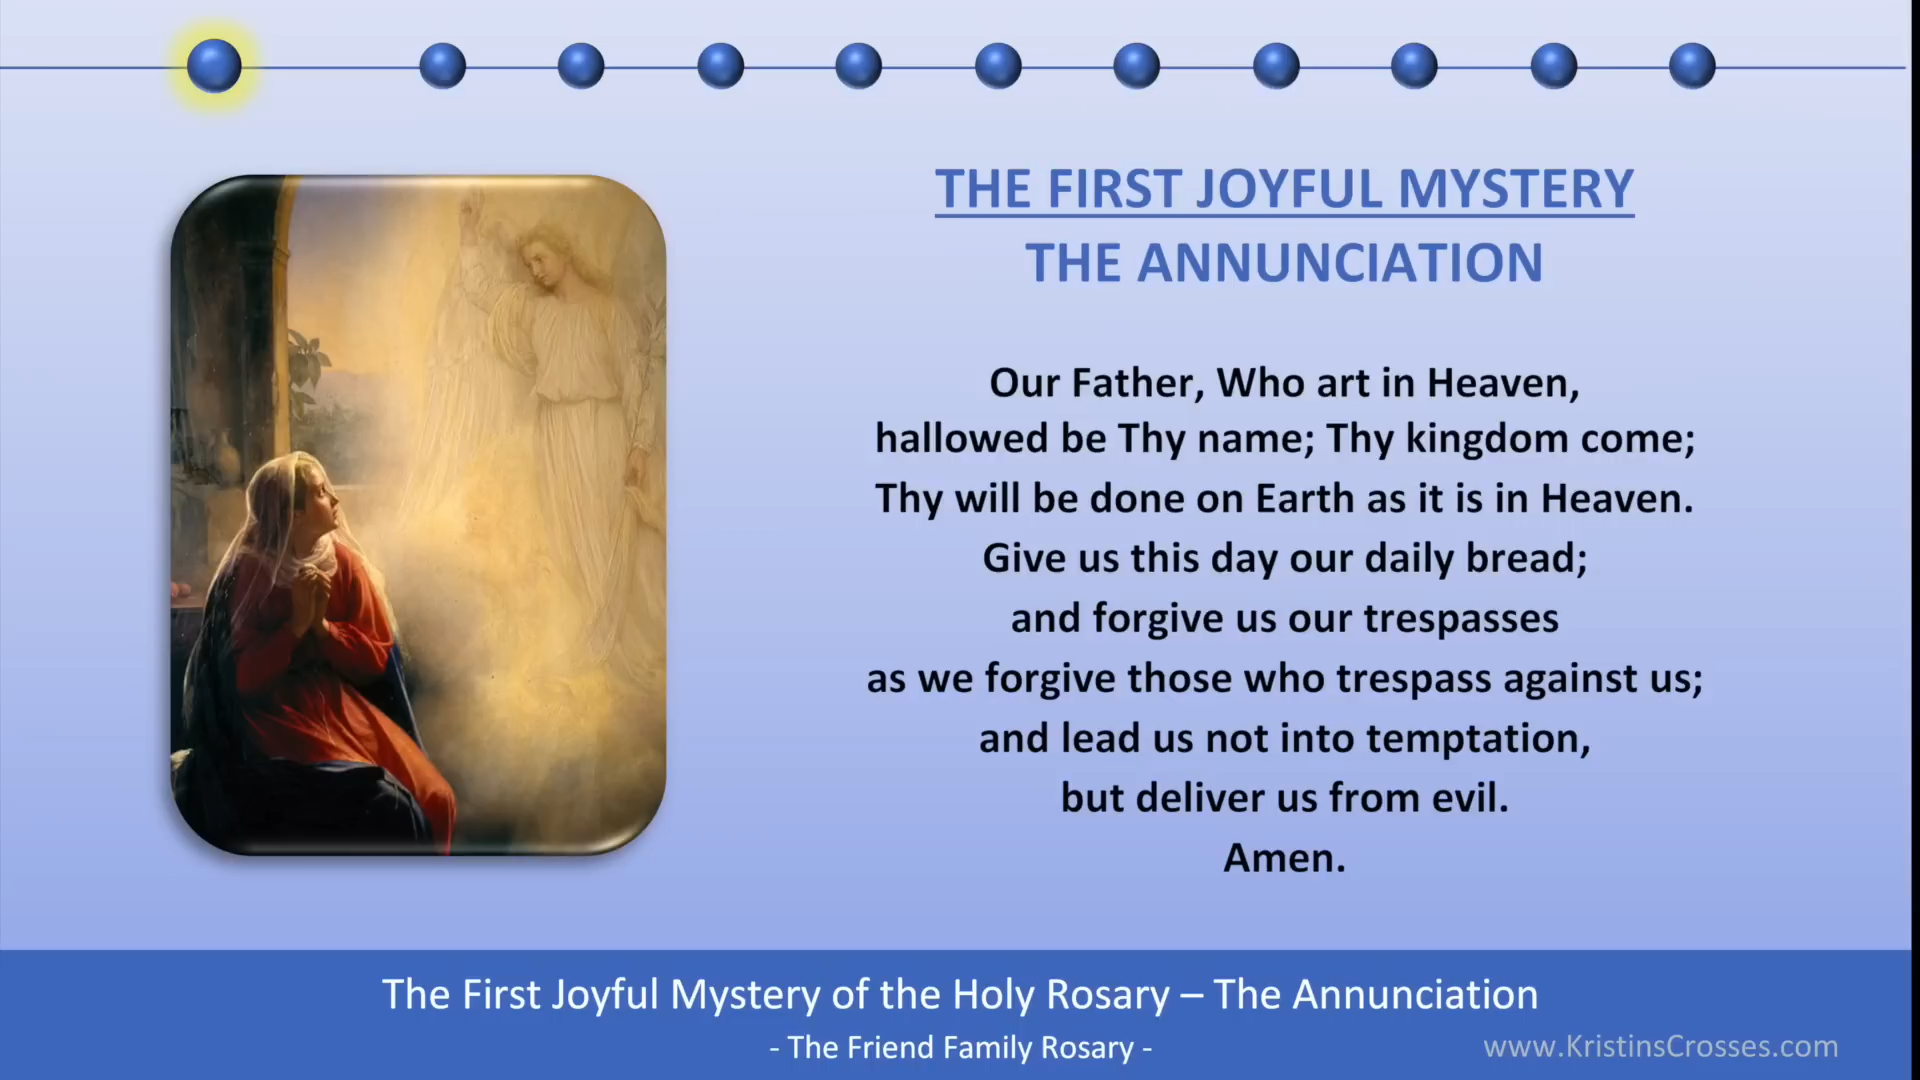 THE FIRST JOYFUL MYSTERY
THE ANNUNCIATION
Our Father, Who art in Heaven,
hallowed be Thy name; Thy kingdom come;
Thy will be done on Earth as it is in Heaven.
Give us this day our daily bread;
and forgive us our trespasses
as we forgive those who trespass against us;
and lead us not into temptation,
but deliver us from evil.
Amen.
The First Joyful Mystery of the Holy Rosary – The Annunciation
- The Friend Family Rosary -
www.KristinsCrosses.com